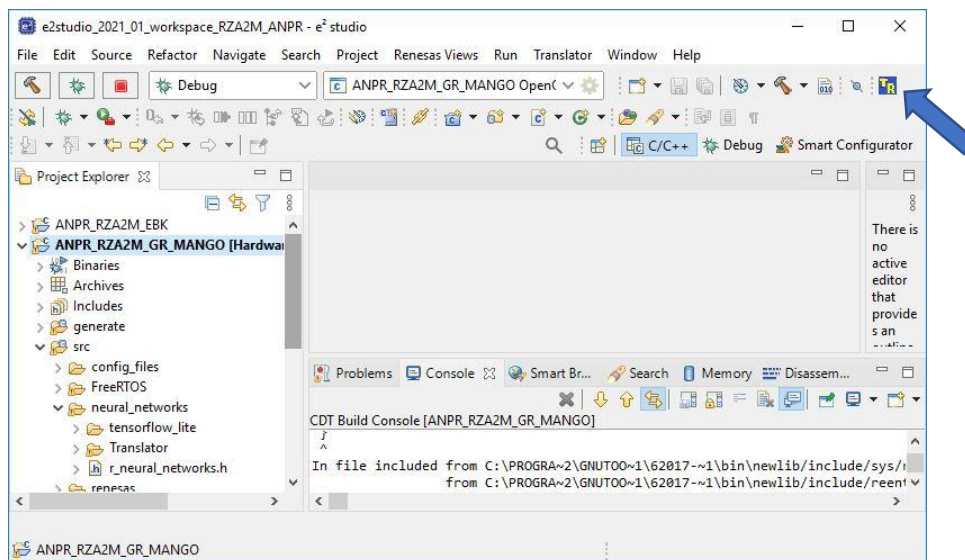 e2studio_2021_01_workspace_RZA2M_ANPR - e² studio
File Edit Source Refactor Navigate Search Project Renesas Views Run Translator Window Help
Debug
ANPR_RZA2M_GR_MANGO Open
TR
C/C++
Debug
Smart Configurator
Project Explorer
ANPR_RZA2M_EBK
ANPR_RZA2M_GR_MANGO [Hardwa
Binaries
Archives
Includes
generate
src
config_files
FreeRTOS
neural_networks
tensorflow_lite
Translator
r_neural_networks.h
renesas
There is
no
active
editor
that
provide
s an
Problems
Console
Smart Br...
Search
Memory
Disassem...
CDT Build Console [ANPR_RZA2M_GR_MANGO]
^
In file included from C:\PROGRA~2\GNUTOO~1\62017-~1\bin\newlib/include/sys/
from C:\PROGRA~2\GNUTOO~1\62017-~1\bin\newlib/include/reent
ANPR_RZA2M_GR_MANGO